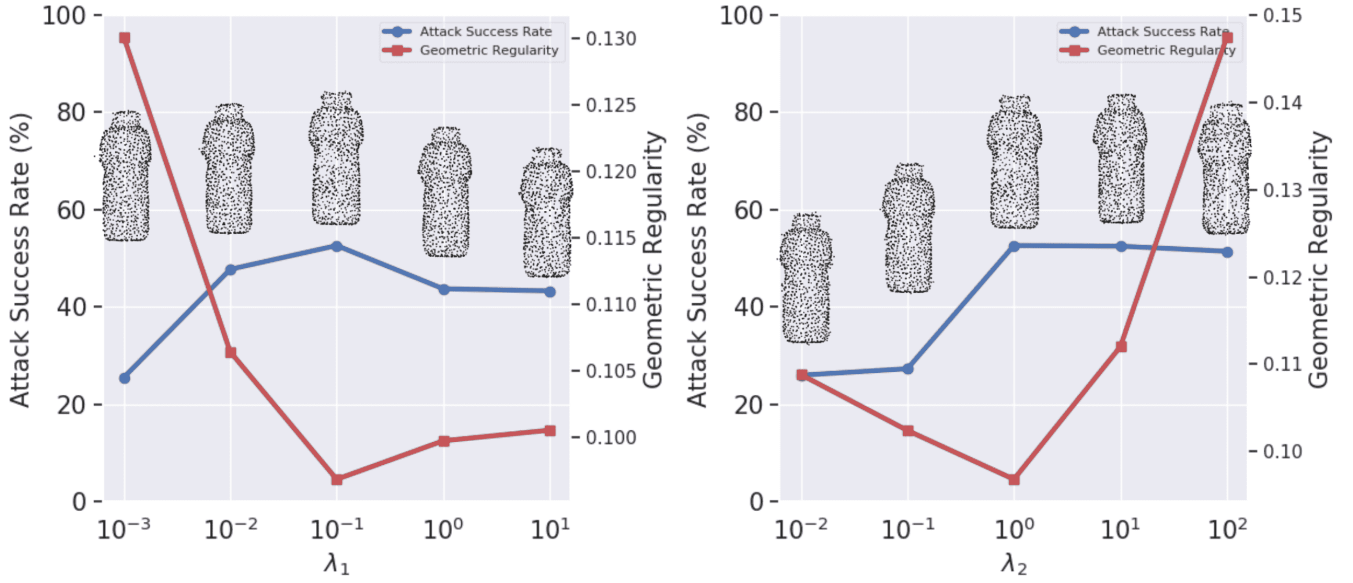 100
80
60
40
20
0
Attack Success Rate (%)
Attack Success Rate
Geometric Regularity
0.130
0.125
0.120
0.115
0.110
0.105
0.100
Geometric Regularity
10⁻³ 10⁻² 10⁻¹ 10⁰ 10¹
λ₁
100
80
60
40
20
0
Attack Success Rate (%)
Attack Success Rate
Geometric Regularity
0.15
0.14
0.13
0.12
0.11
0.10
Geometric Regularity
10⁻² 10⁻¹ 10⁰ 10¹ 10²
λ₂